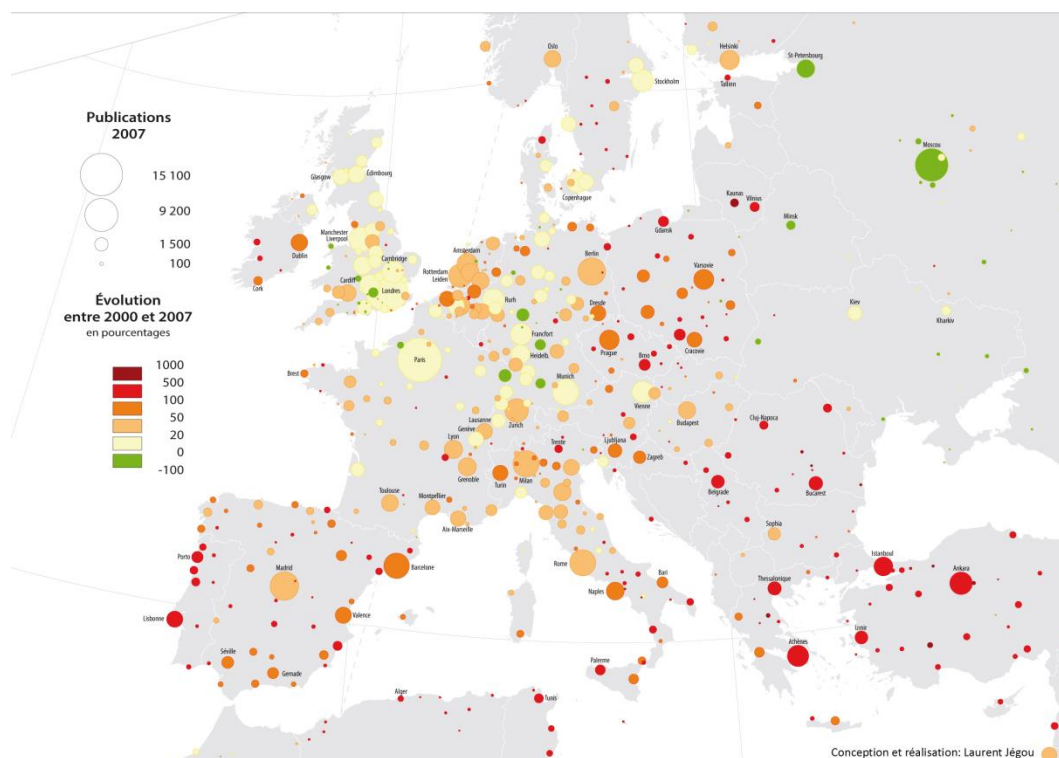 Publications
2007
15 100
9 200
1 500
100
Évolution
entre 2000 et 2007
en pourcentages
1000
500
100
50
20
0
-100
Oslo
Helsinki
St-Petersbourg
Stockholm
Tallinn
Moscou
Glasgow
Édimbourg
Copenhague
Kaunas
Vilnius
Gdansk
Minsk
Manchester
Liverpool
Dublin
Cambridge
Amsterdam
Berlin
Varsovie
Cork
Cardiff
Rotterdam
Leiden
Londres
Rurh
Dresde
Kiev
Kharkiv
Francfort
Prague
Cracovie
Paris
Heidelb.
Brno
Brest
Munich
Vienne
Lausanne
Genève
Zurich
Budapest
Cluj-Napoca
Lyon
Trente
Ljubljana
Zagreb
Grenoble
Turin
Milan
Belgrade
Bucarest
Toulouse
Montpellier
Aix-Marseille
Sophia
Porto
Madrid
Barcelone
Rome
Bari
Istanboul
Ankara
Naples
Thessalonique
Lisbonne
Valence
Izmir
Athènes
Séville
Grenade
Palerme
Alger
Tunis
Conception et réalisation: Laurent Jégou